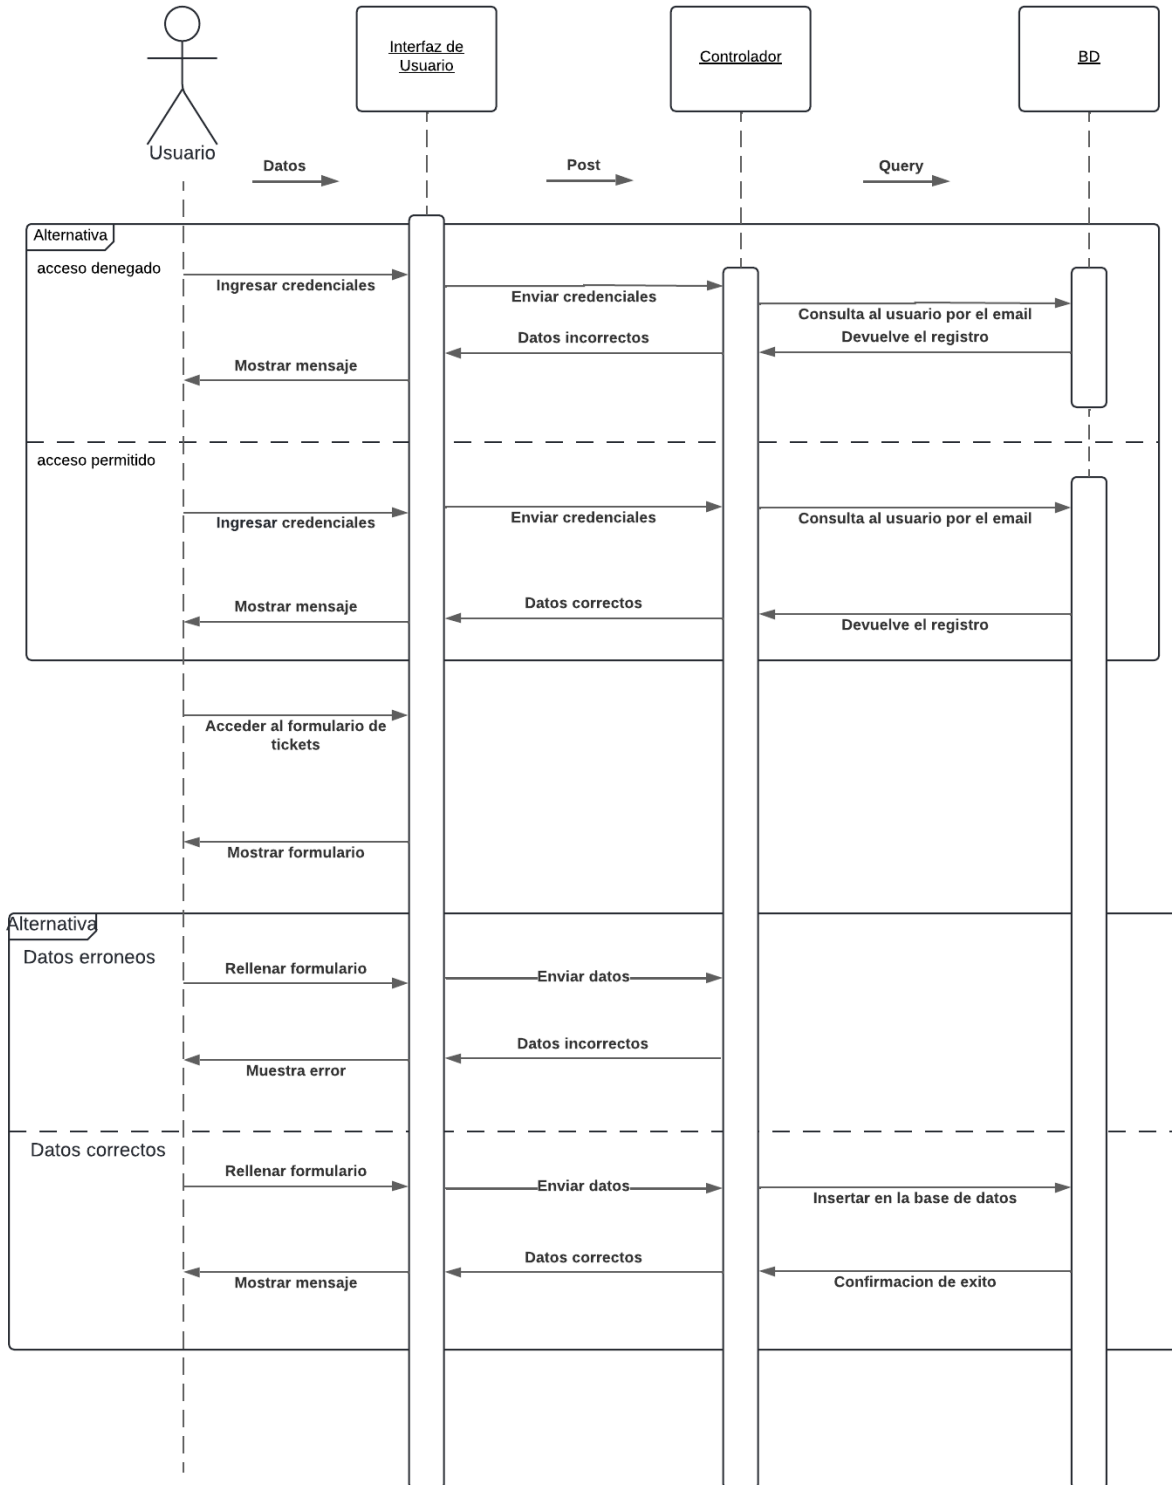 Interfaz de
Usuario
Controlador
BD
Usuario
Datos
Post
Query
Alternativa
acceso denegado
Ingresar credenciales
Enviar credenciales
Consulta al usuario por el email
Datos incorrectos
Devuelve el registro
Mostrar mensaje
acceso permitido
Ingresar credenciales
Enviar credenciales
Consulta al usuario por el email
Mostrar mensaje
Datos correctos
Devuelve el registro
Acceder al formulario de
tickets
Mostrar formulario
Alternativa
Datos erroneos
Rellenar formulario
Enviar datos
Datos incorrectos
Muestra error
Datos correctos
Rellenar formulario
Enviar datos
Insertar en la base de datos
Datos correctos
Mostrar mensaje
Confirmacion de exito